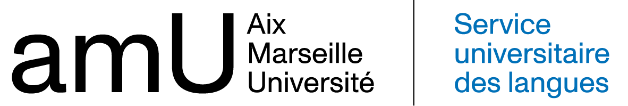 amU
Aix
Marseille
Université
Service
universitaire
des langues